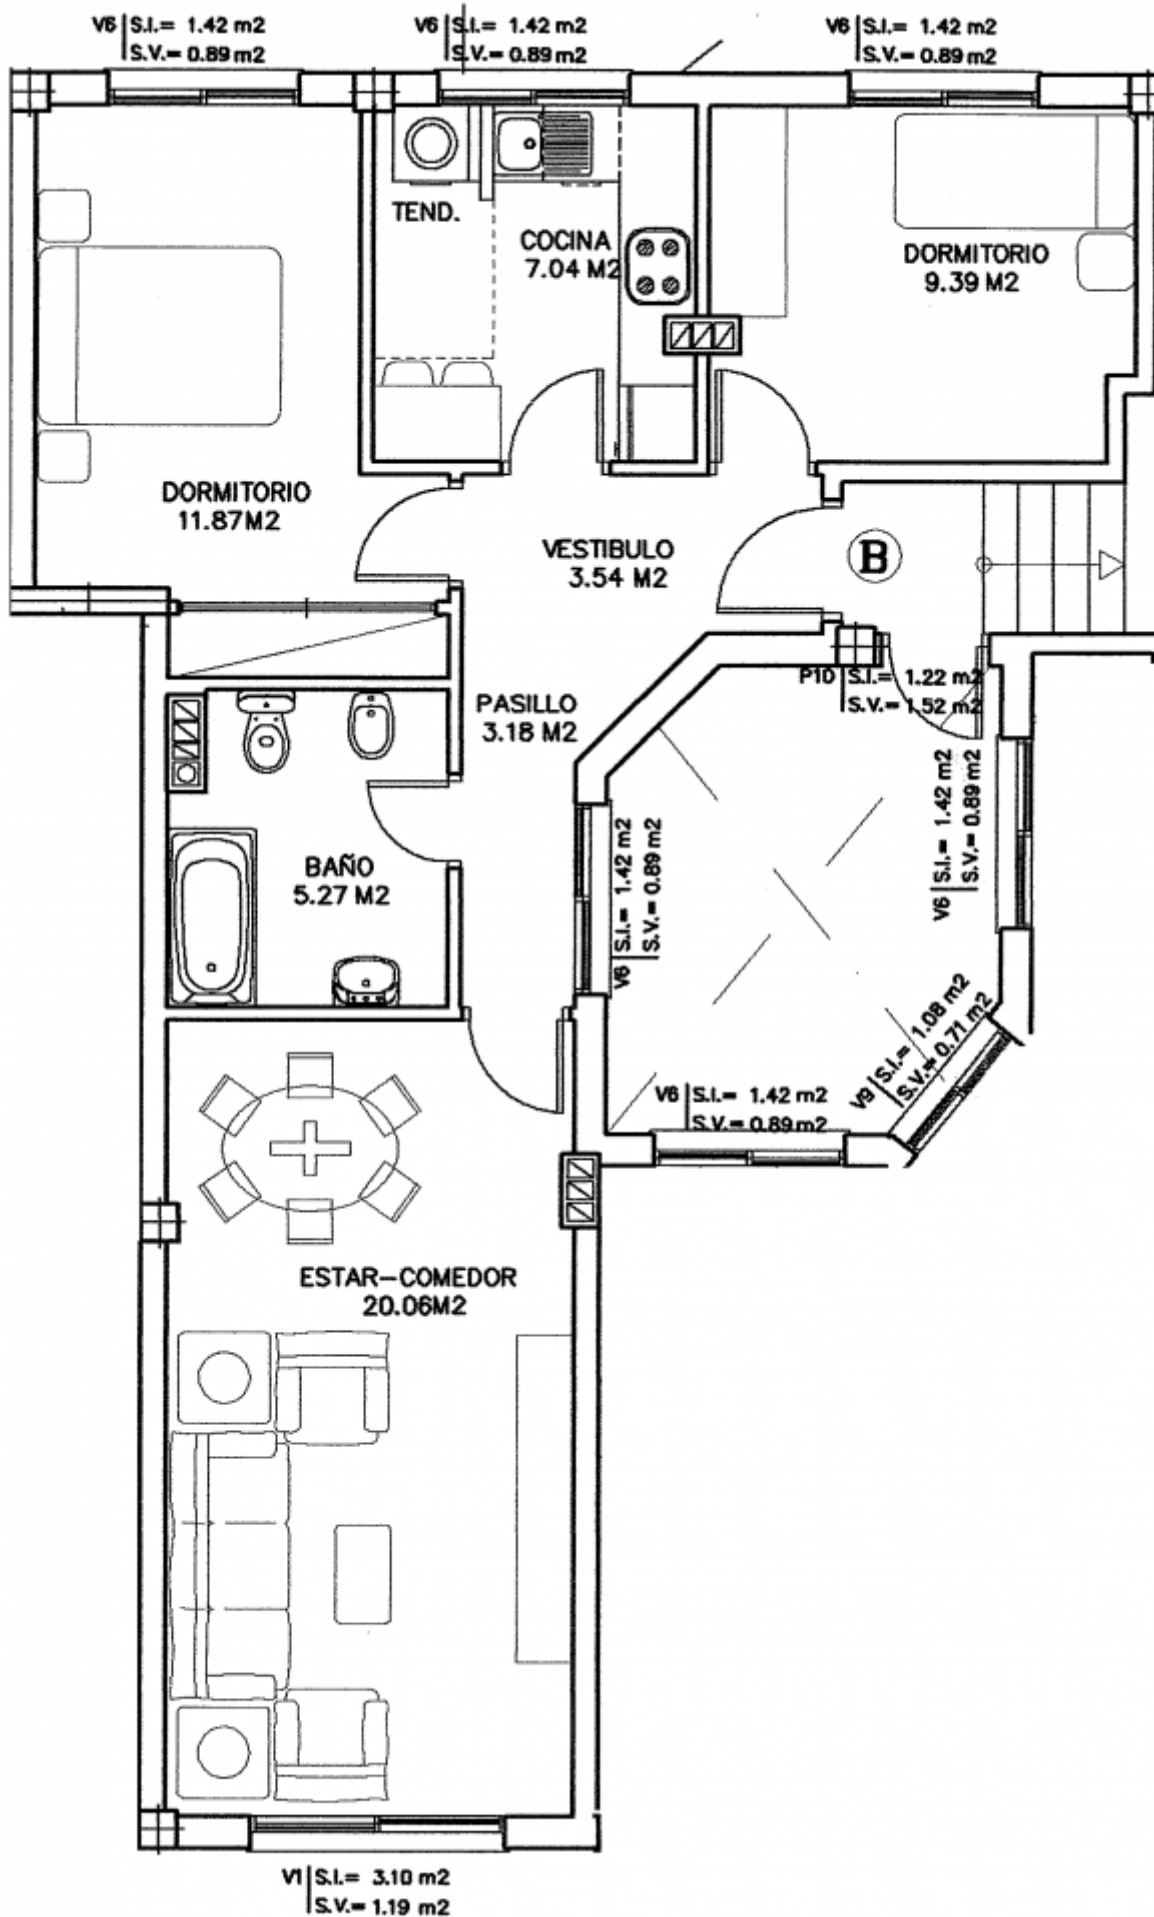 V6 S.I.= 1.42 m2
S.V.= 0.89 m2
V6 S.I.= 1.42 m2
S.V.= 0.89 m2
V6 S.I.= 1.42 m2
S.V.= 0.89 m2
TEND.
COCINA
7.04 M2
DORMITORIO
9.39 M2
DORMITORIO
11.87M2
VESTIBULO
3.54 M2
B
PASILLO
3.18 M2
P10 S.I.= 1.22 m2
S.V.= 1.52 m2
V6 S.I.= 1.42 m2
S.V.= 0.89 m2
V6 S.I.= 1.42 m2
S.V.= 0.89 m2
BAÑO
5.27 M2
V9 S.I.= 1.08 m2
S.V.= 0.71 m2
V6 S.I.= 1.42 m2
S.V.= 0.89 m2
ESTAR-COMEDOR
20.06M2
V1 S.I.= 3.10 m2
S.V.= 1.19 m2